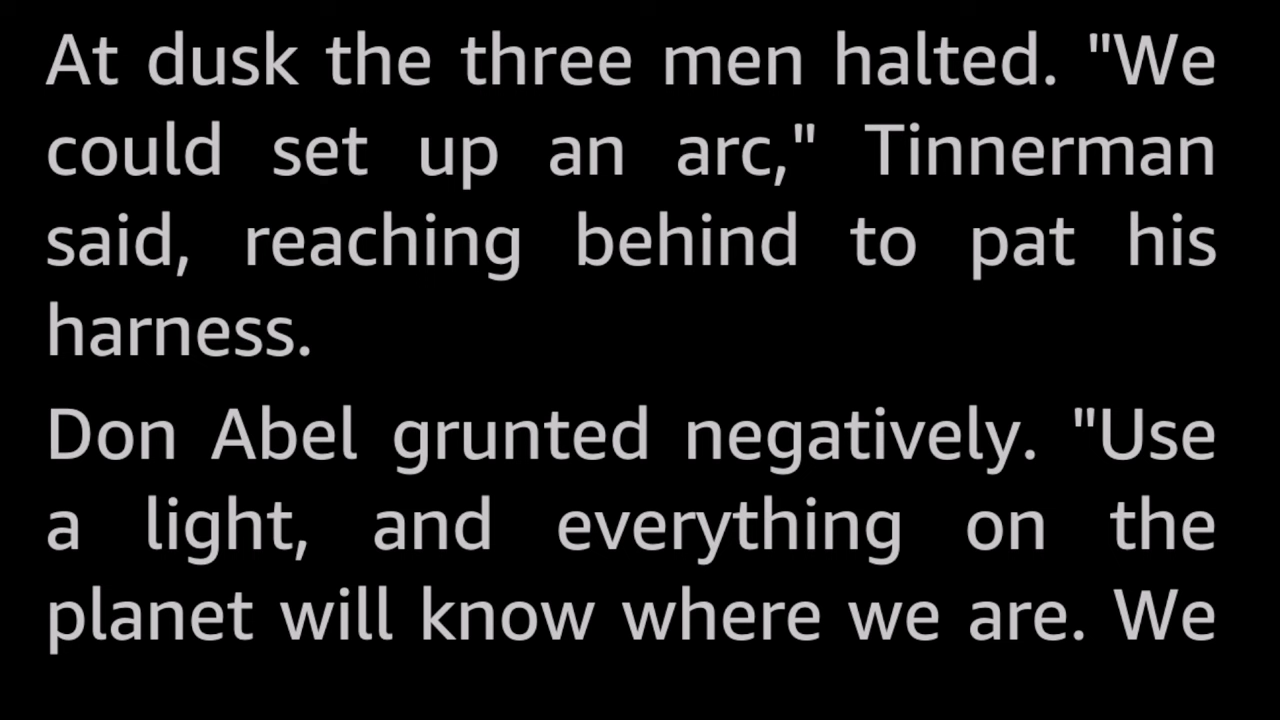 At dusk the three men halted. "We
could set up an arc," Tinnerman
said, reaching behind to pat his
harness.
Don Abel grunted negatively. "Use
a light, and everything on the
planet will know where we are. We